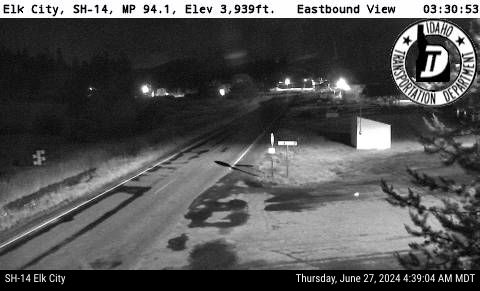 Elk City, SH-14, MP 94.1, Elev 3,939ft. Eastbound View 03:30:53
IDAHO
TRANSPORTATION DEPARTMENT
SH-14 Elk City Thursday, June 27, 2024 4:39:04 AM MDT